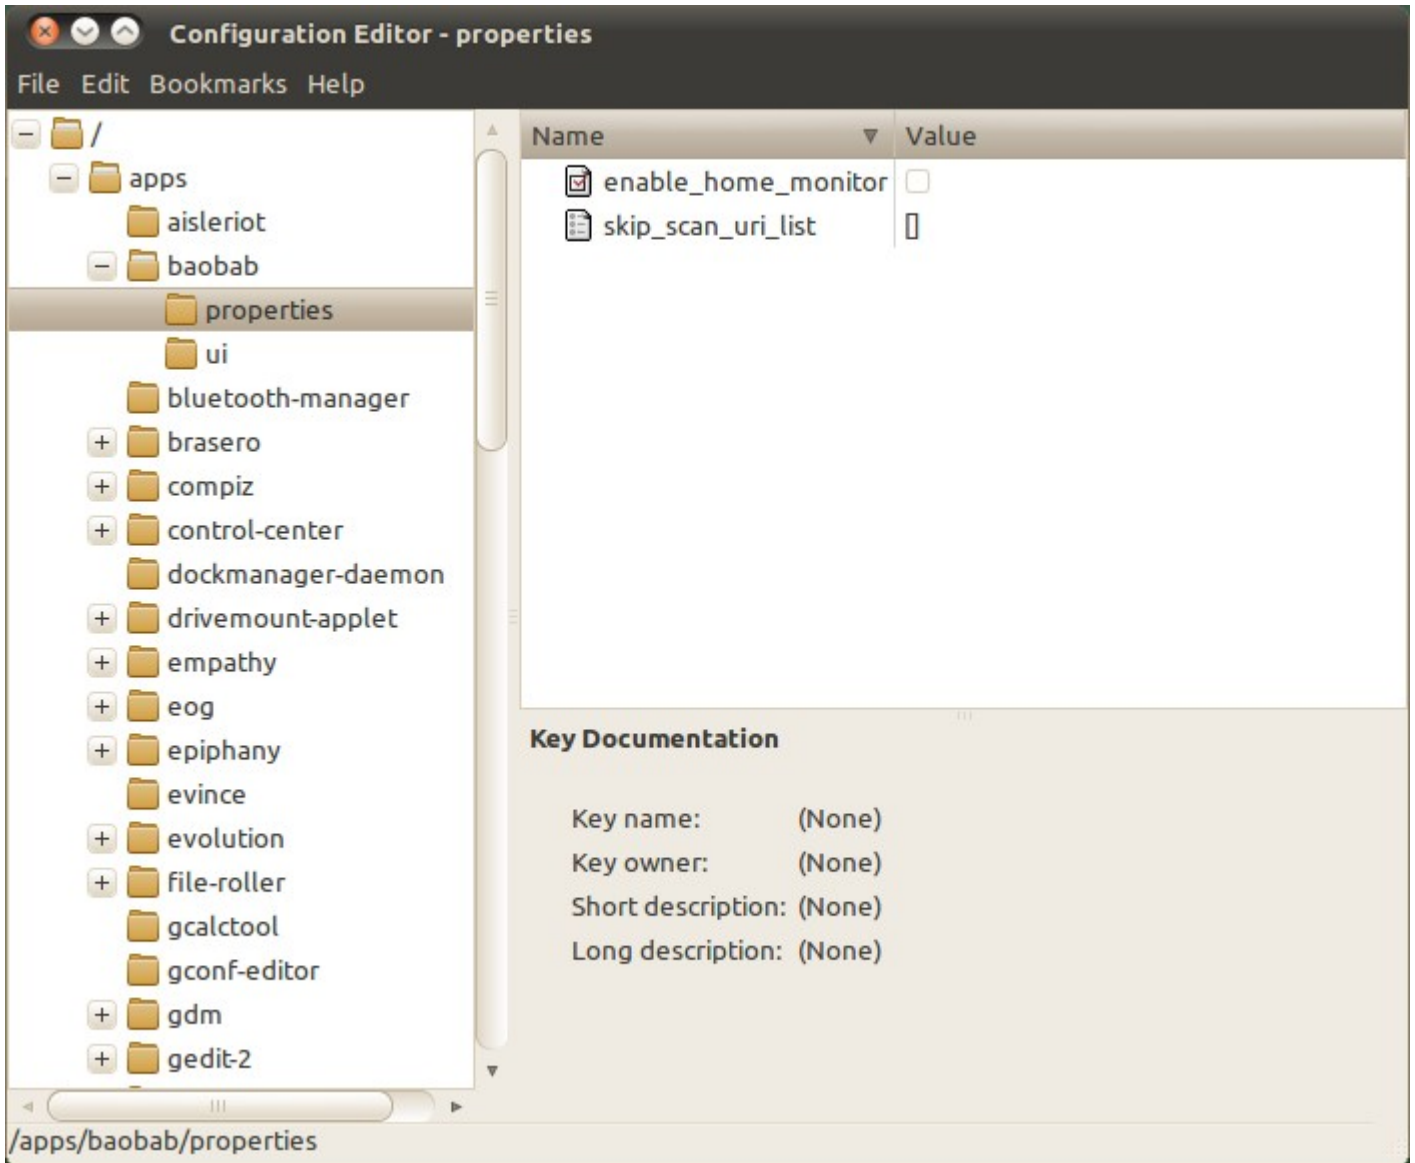 Configuration Editor - properties
File Edit Bookmarks Help
/
apps
aisleriot
baobab
properties
ui
bluetooth-manager
brasero
compiz
control-center
dockmanager-daemon
drivemount-applet
empathy
eog
epiphany
evince
evolution
file-roller
gcalctool
gconf-editor
gdm
gedit-2
Name Value
enable_home_monitor
skip_scan_uri_list []
Key Documentation
Key name: (None)
Key owner: (None)
Short description: (None)
Long description: (None)
/apps/baobab/properties